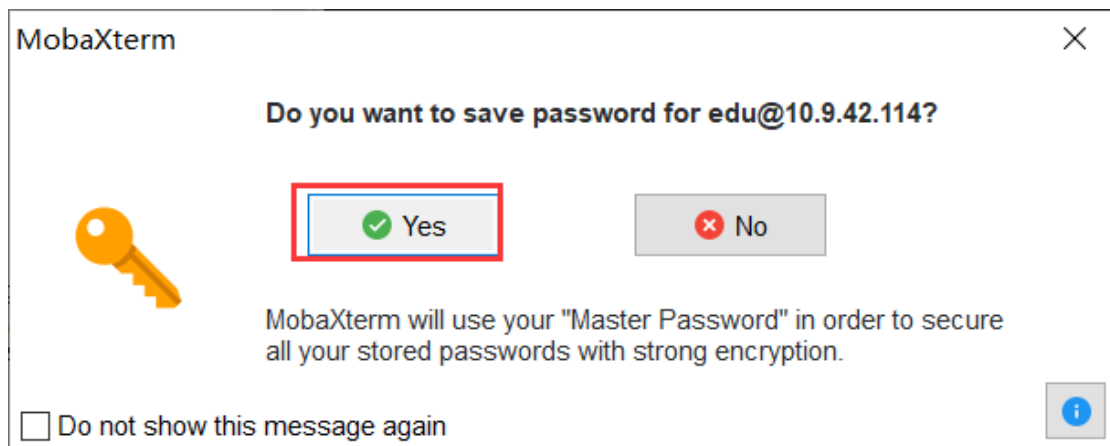 MobaXterm
Do you want to save password for edu@10.9.42.114?
Yes
No
MobaXterm will use your "Master Password" in order to secure
all your stored passwords with strong encryption.
Do not show this message again